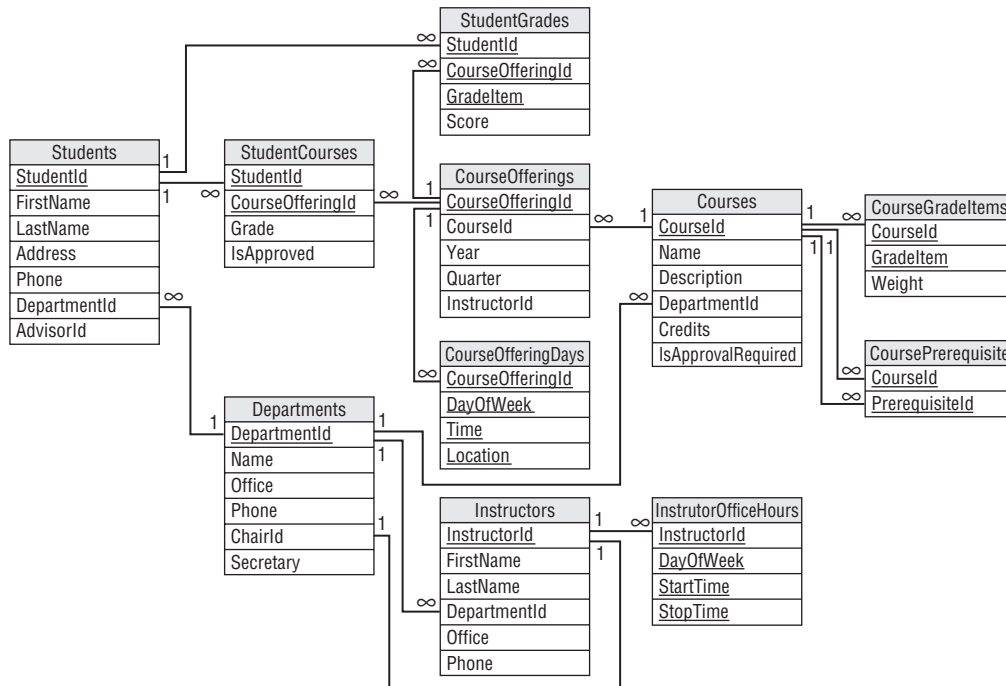 StudentGrades
∞ StudentId
∞ CourseOfferingId
GradeItem
Score
Students
1
StudentId
1
FirstName
LastName
Address
Phone
∞
DepartmentId
AdvisorId
StudentCourses
StudentId
∞
CourseOfferingId
∞
Grade
IsApproved
CourseOfferings
1
CourseOfferingId
1
CourseId
∞
Year
Quarter
InstructorId
Courses
1
CourseId
1
1 1
Name
Description
∞
DepartmentId
Credits
IsApprovalRequired
CourseGradeItems
∞
CourseId
GradeItem
Weight
CoursePrerequisite
∞
CourseId
∞
PrerequisiteId
CourseOfferingDays
∞
CourseOfferingId
DayOfWeek
Time
Location
Departments
1
DepartmentId
1
1
Name
Office
Phone
ChairId
1
Secretary
Instructors
InstructorId
1
1
FirstName
LastName
∞
DepartmentId
Office
Phone
InstrutorOfficeHours
∞
InstructorId
DayOfWeek
StartTime
StopTime